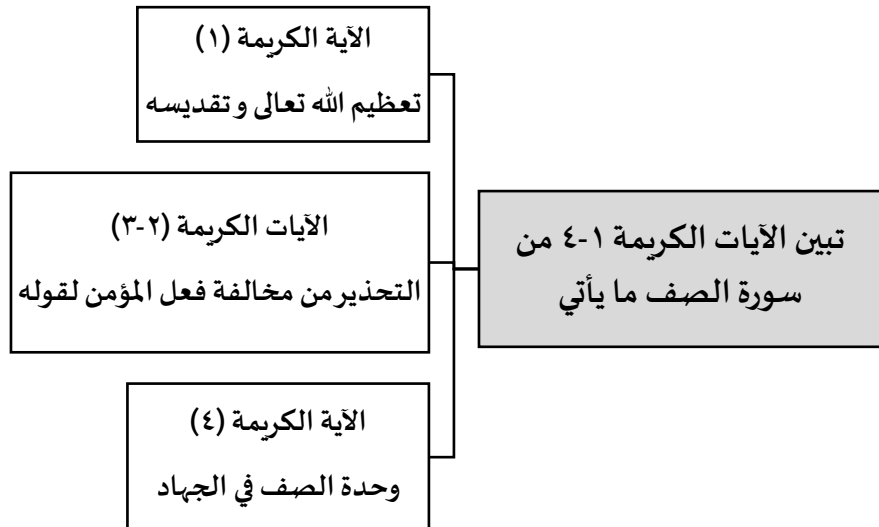 تبين الآيات الكريمة ١-٤ من
سورة الصف ما يأتي
الآية الكريمة (١)
تعظيم الله تعالى وتقديسه
الآيات الكريمة (٢-٣)
التحذير من مخالفة فعل المؤمن لقوله
الآية الكريمة (٤)
وحدة الصف في الجهاد